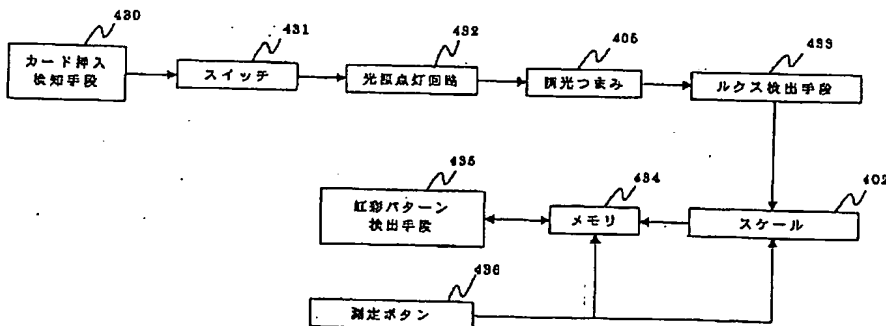 430
431
432
405
433
カード挿入
検知手段
スイッチ
光源点灯回路
調光つまみ
ルクス検出手段
435
434
402
虹彩パターン
検出手段
メモリ
スケール
436
測定ボタン